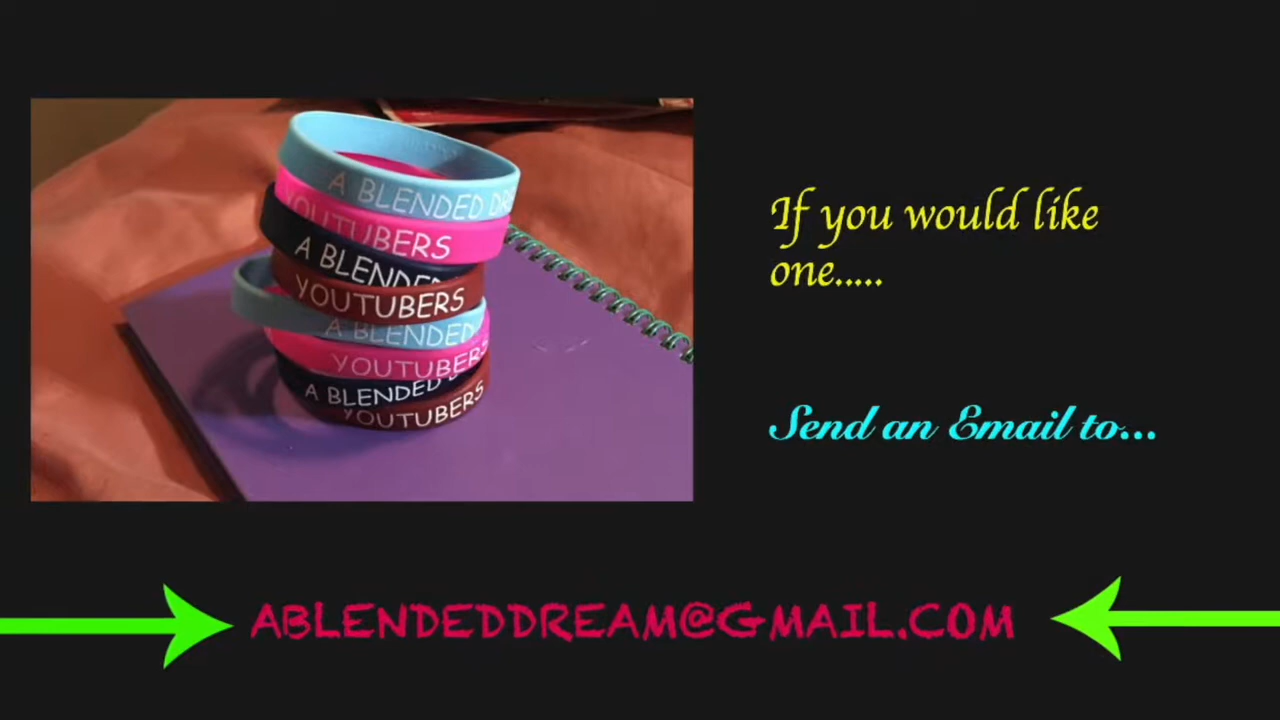 A BLENDED
YOUTUBERS
A BLENDED
YOUTUBERS
A BLENDED
YOUTUBERS
A BLENDED
YOUTUBERS
If you would like
one.....
Send an Email to...
ABLENDEDDREAM@GMAIL.COM